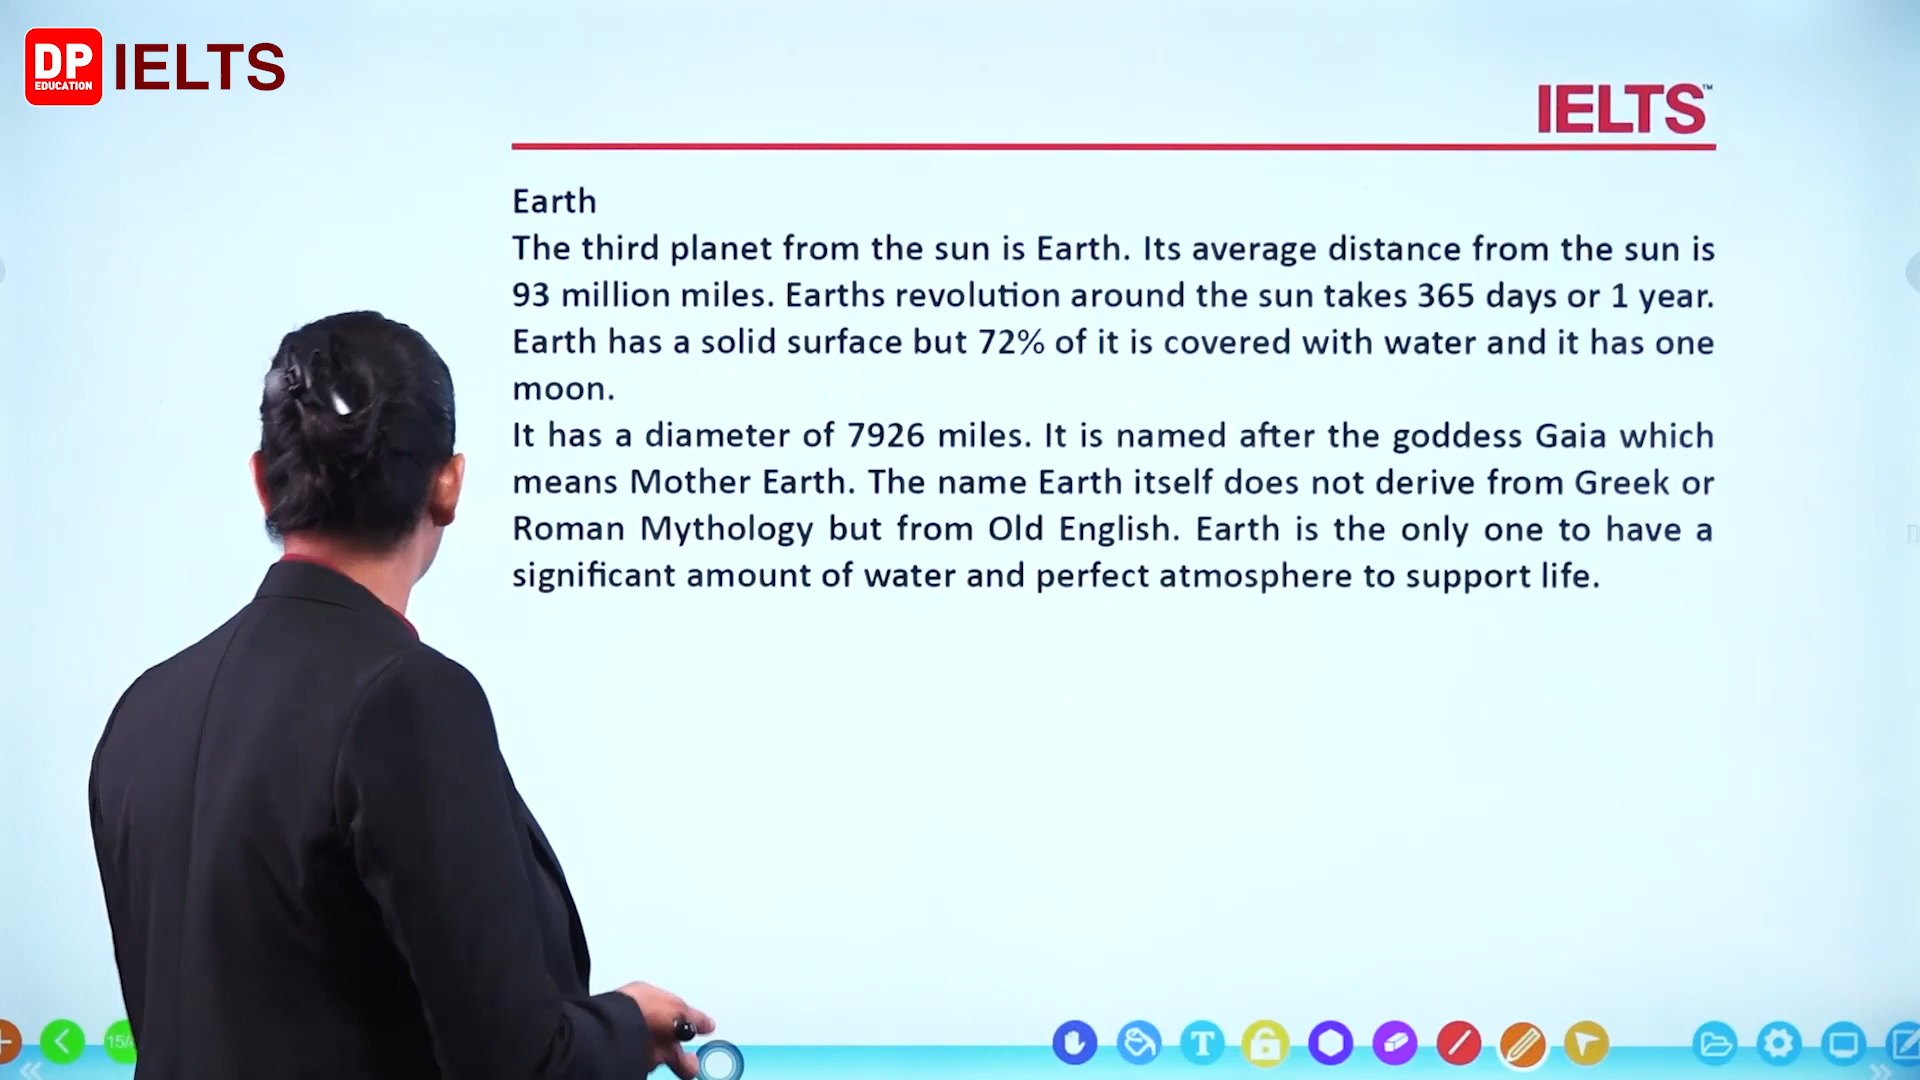 DP
EDUCATION
IELTS
IELTS™
Earth
The third planet from the sun is Earth. Its average distance from the sun is
93 million miles. Earths revolution around the sun takes 365 days or 1 year.
Earth has a solid surface but 72% of it is covered with water and it has one
moon.
It has a diameter of 7926 miles. It is named after the goddess Gaia which
means Mother Earth. The name Earth itself does not derive from Greek or
Roman Mythology but from Old English. Earth is the only one to have a
significant amount of water and perfect atmosphere to support life.
T